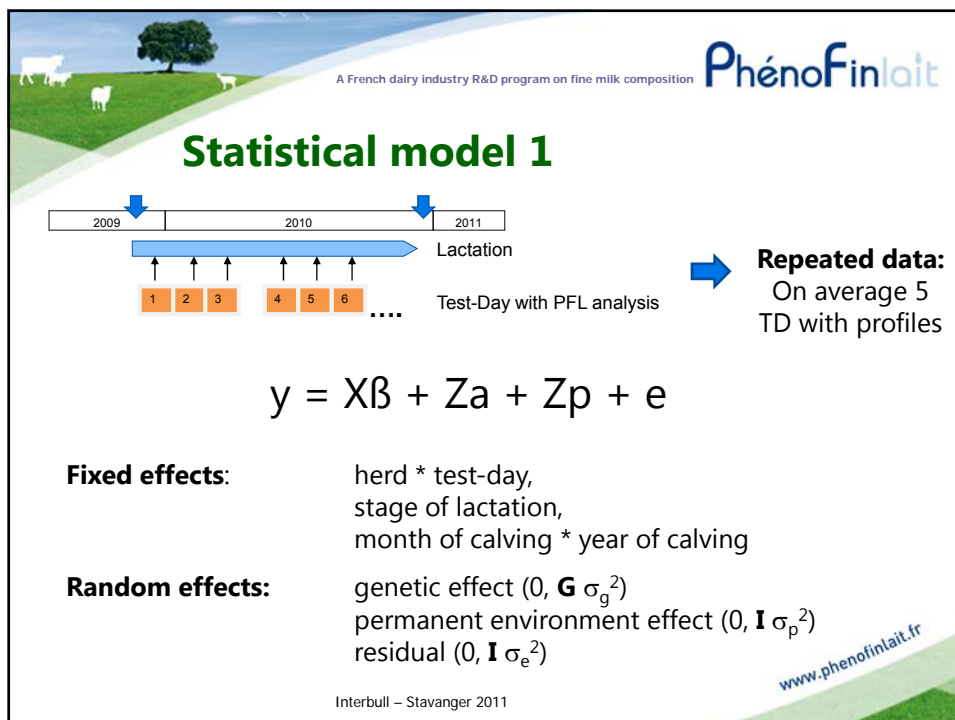 A French dairy industry R&D program on fine milk composition PhénoFinlait
Statistical model 1
2009 2010 2011
Lactation
1 2 3 4 5 6 .... Test-Day with PFL analysis
Repeated data:
On average 5
TD with profiles
y = Xß + Za + Zp + e
Fixed effects: herd * test-day,
stage of lactation,
month of calving * year of calving
Random effects: genetic effect (0, G σg²)
permanent environment effect (0, I σp²)
residual (0, I σe²)
www.phenofinlait.fr
Interbull – Stavanger 2011